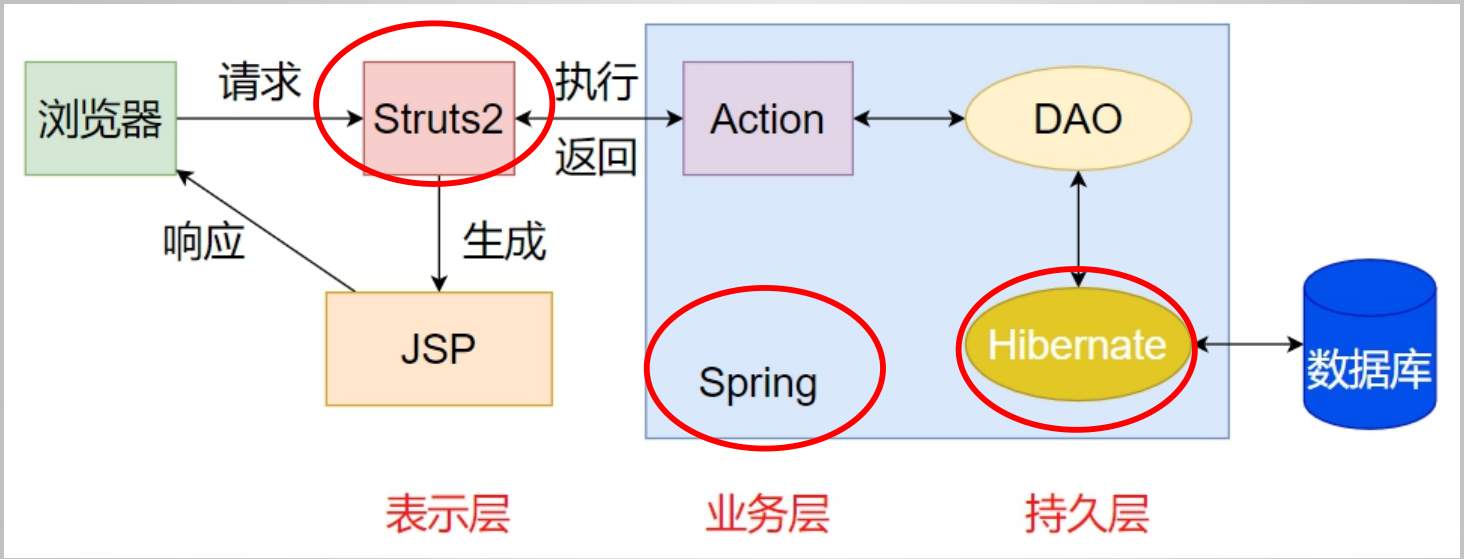 请求
执行
浏览器
Struts2
Action
DAO
返回
响应
生成
JSP
Spring
Hibernate
数据库
表示层
业务层
持久层